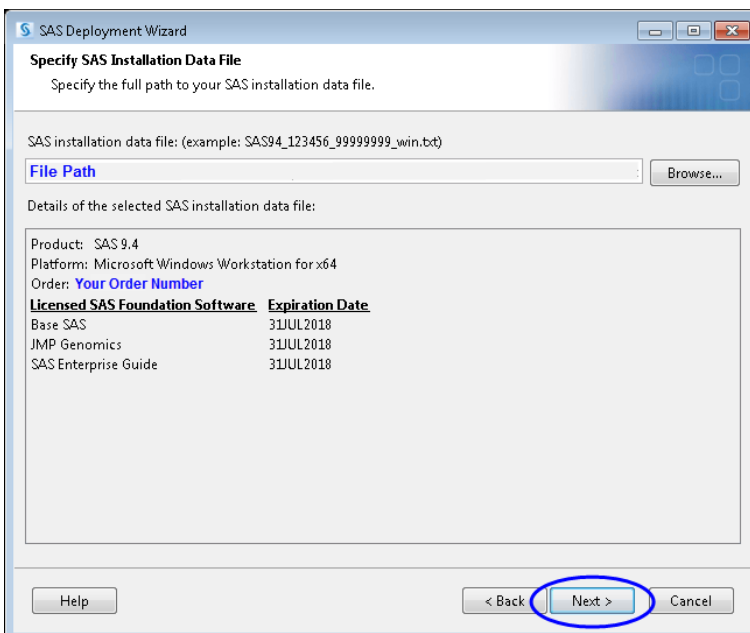 SAS Deployment Wizard
Specify SAS Installation Data File
Specify the full path to your SAS installation data file.
SAS installation data file: (example: SAS94_123456_99999999_win.txt)
File Path
Browse...
Details of the selected SAS installation data file:
Product: SAS 9.4
Platform: Microsoft Windows Workstation for x64
Order: Your Order Number
Licensed SAS Foundation Software Expiration Date
Base SAS 31JUL2018
JMP Genomics 31JUL2018
SAS Enterprise Guide 31JUL2018
Help < Back Next > Cancel